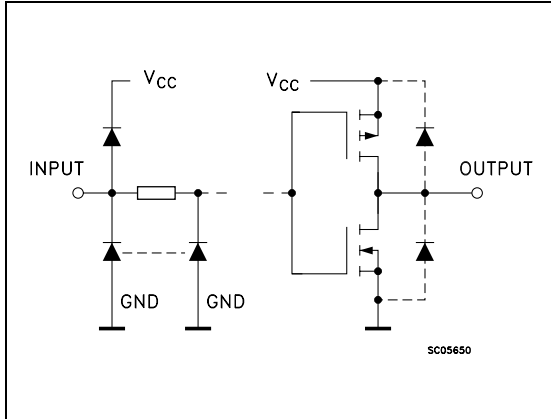 VCC
VCC
INPUT
OUTPUT
GND
GND
SC05650